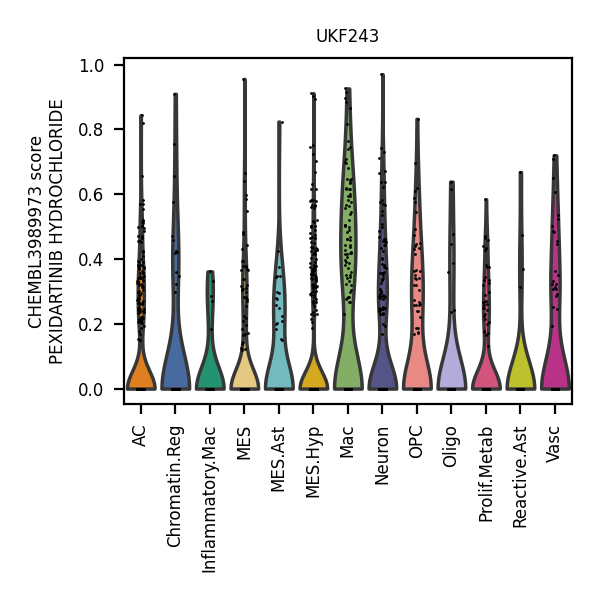 UKF243
CHEMBL3989973 score
PEXIDARTINIB HYDROCHLORIDE
1.0
0.8
0.6
0.4
0.2
0.0
AC
Chromatin.Reg
Inflammatory.Mac
MES
MES.Ast
MES.Hyp
Mac
Neuron
OPC
Oligo
Prolif.Metab
Reactive.Ast
Vasc